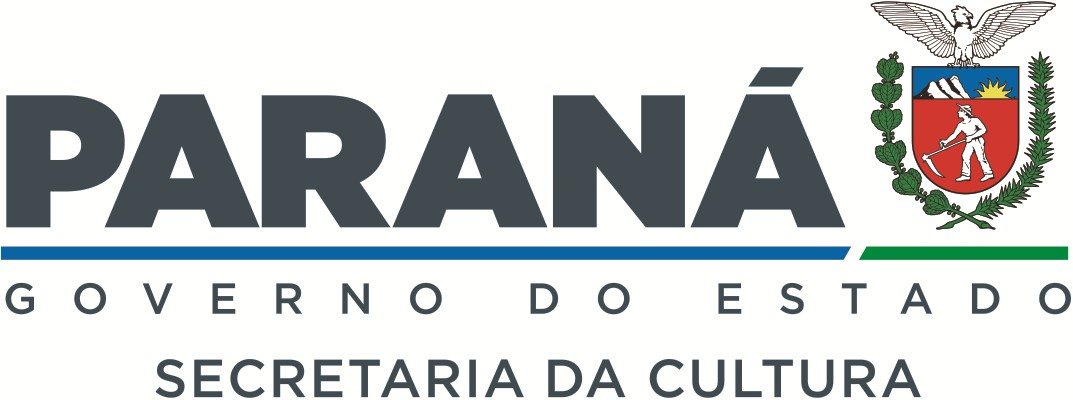 PARANÁ
GOVERNO DO ESTADO
SECRETARIA DA CULTURA